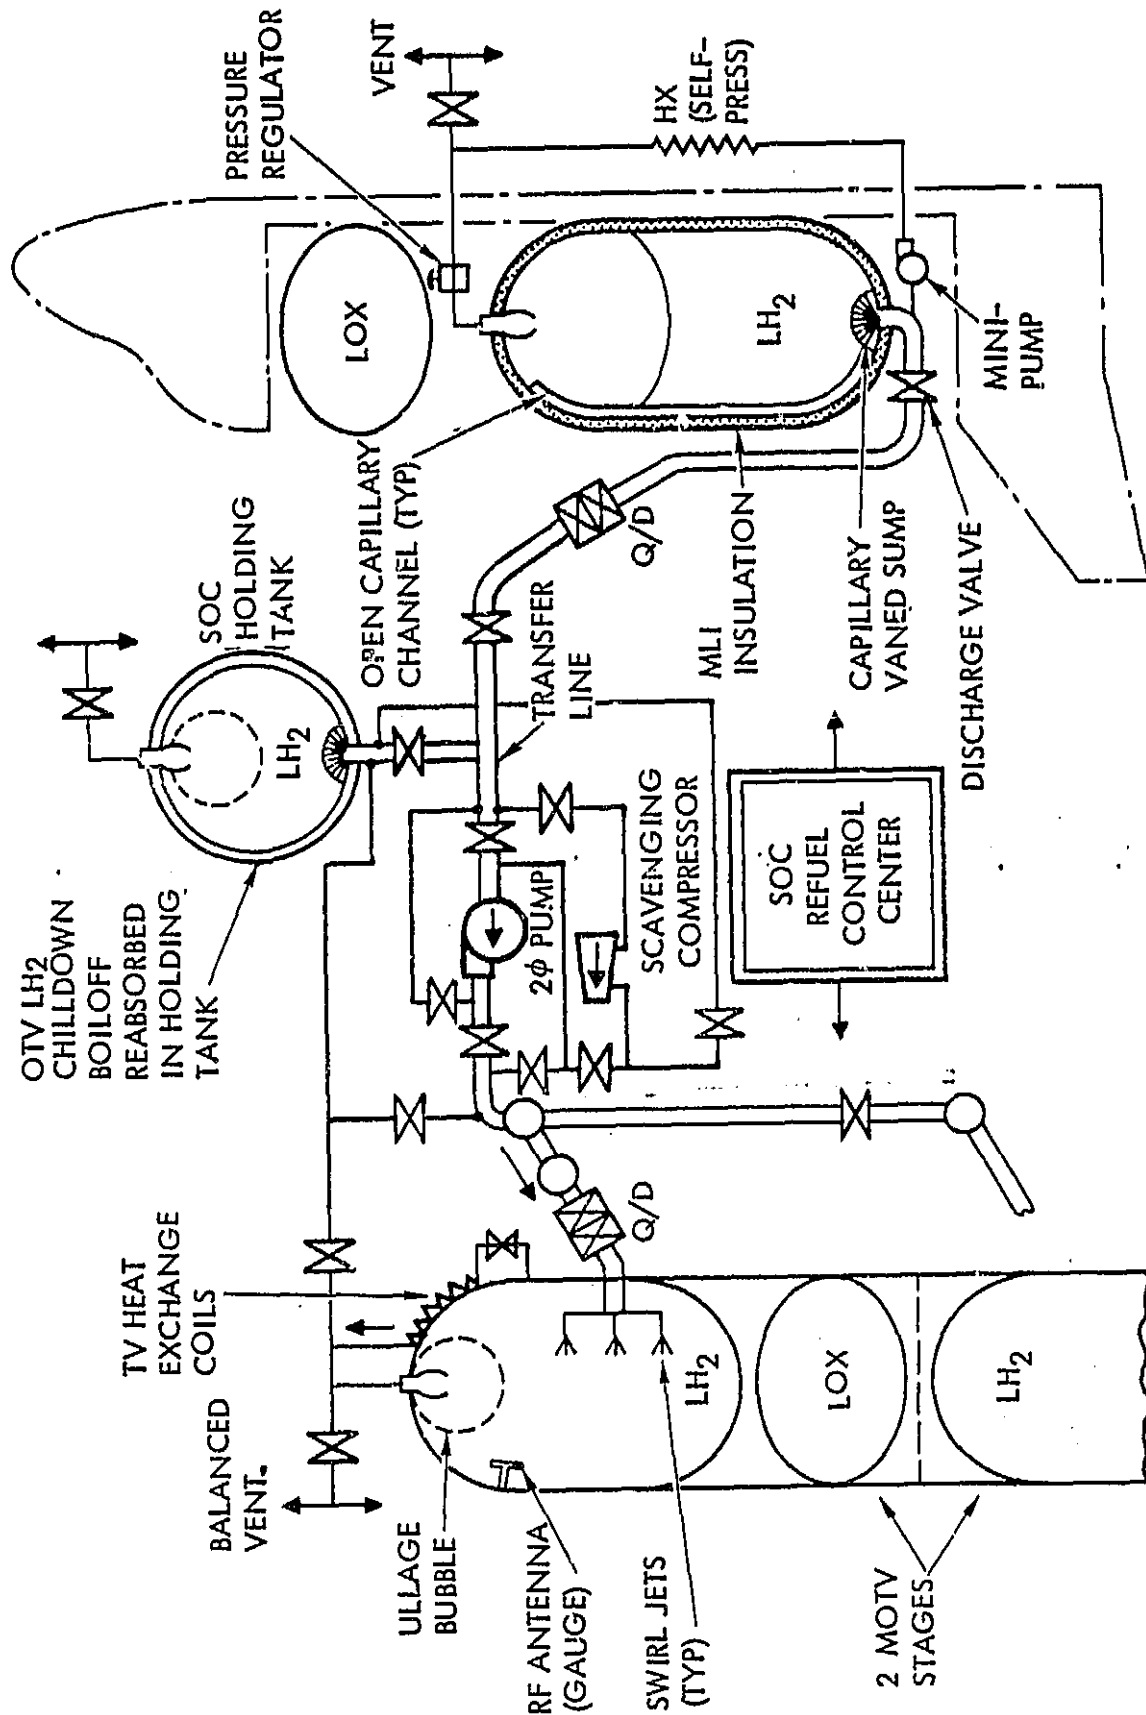 OTV LH2
CHILLDOWN
BOILOFF
REABSORBED
IN HOLDING
TANK
SOC
HOLDING
TANK
LH2
PRESSURE
REGULATOR
VENT
TV HEAT
EXCHANGE
COILS
BALANCED
VENT.
ULLAGE
BUBBLE
RF ANTENNA
(GAUGE)
SWIRL JETS
(TYP)
2 MOTV
STAGES
LH2
LOX
LH2
Q/D
2φ PUMP
SCAVENGING
COMPRESSOR
TRANSFER
LINE
OPEN CAPILLARY
CHANNEL (TYP)
Q/D
LOX
LH2
HX
(SELF-
PRESS)
MINI-
PUMP
MLI
INSULATION
CAPILLARY
VANED SUMP
DISCHARGE VALVE
SOC
REFUEL
CONTROL
CENTER